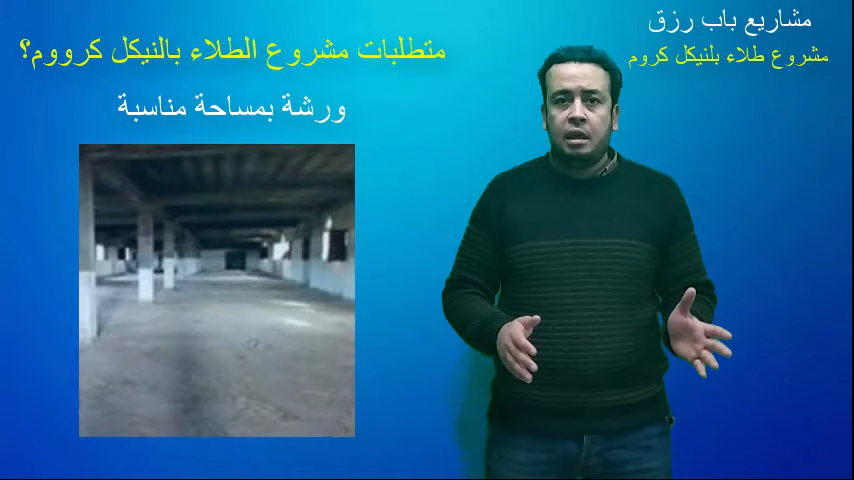 مشاريع باب رزق
مشروع طلاء بلنيكل كروم
متطلبات مشروع الطلاء بالنيكل كرووم؟
ورشة بمساحة مناسبة